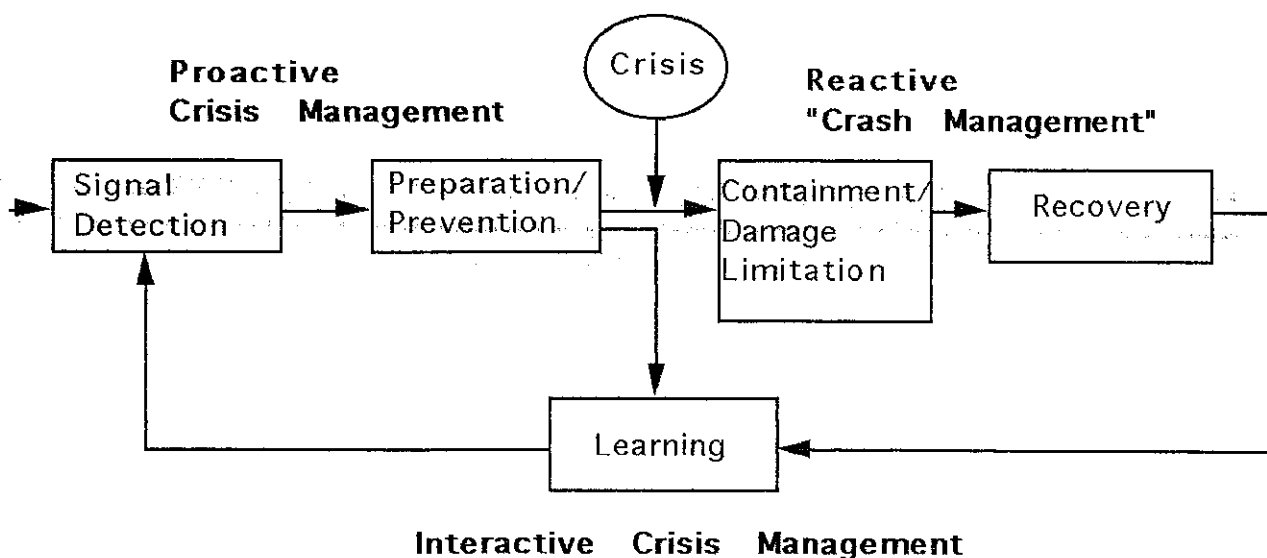 Crisis
Proactive
Crisis Management
Reactive
"Crash Management"
Signal
Detection
Preparation/
Prevention
Containment/
Damage
Limitation
Recovery
Learning
Interactive Crisis Management